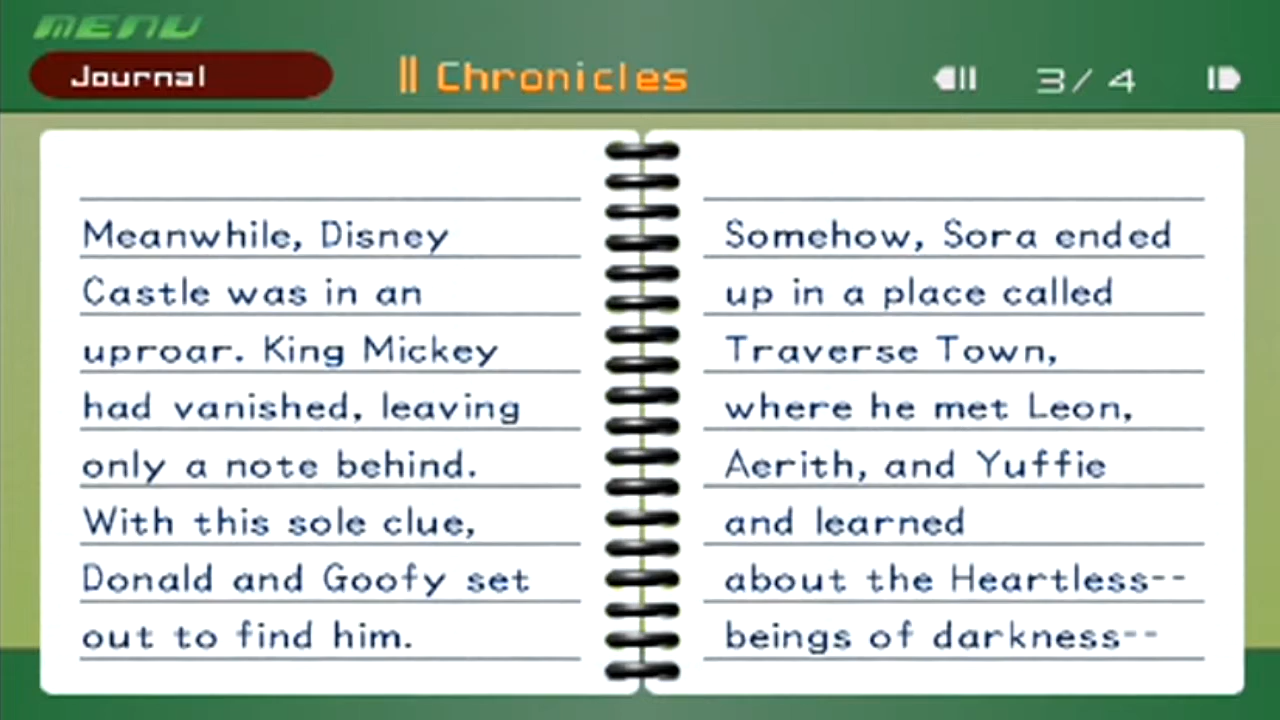 MENU
Journal
Chronicles
3/4
Meanwhile, Disney
Castle was in an
uproar. King Mickey
had vanished, leaving
only a note behind.
With this sole clue,
Donald and Goofy set
out to find him.
Somehow, Sora ended
up in a place called
Traverse Town,
where he met Leon,
Aerith, and Yuffie
and learned
about the Heartless--
beings of darkness--